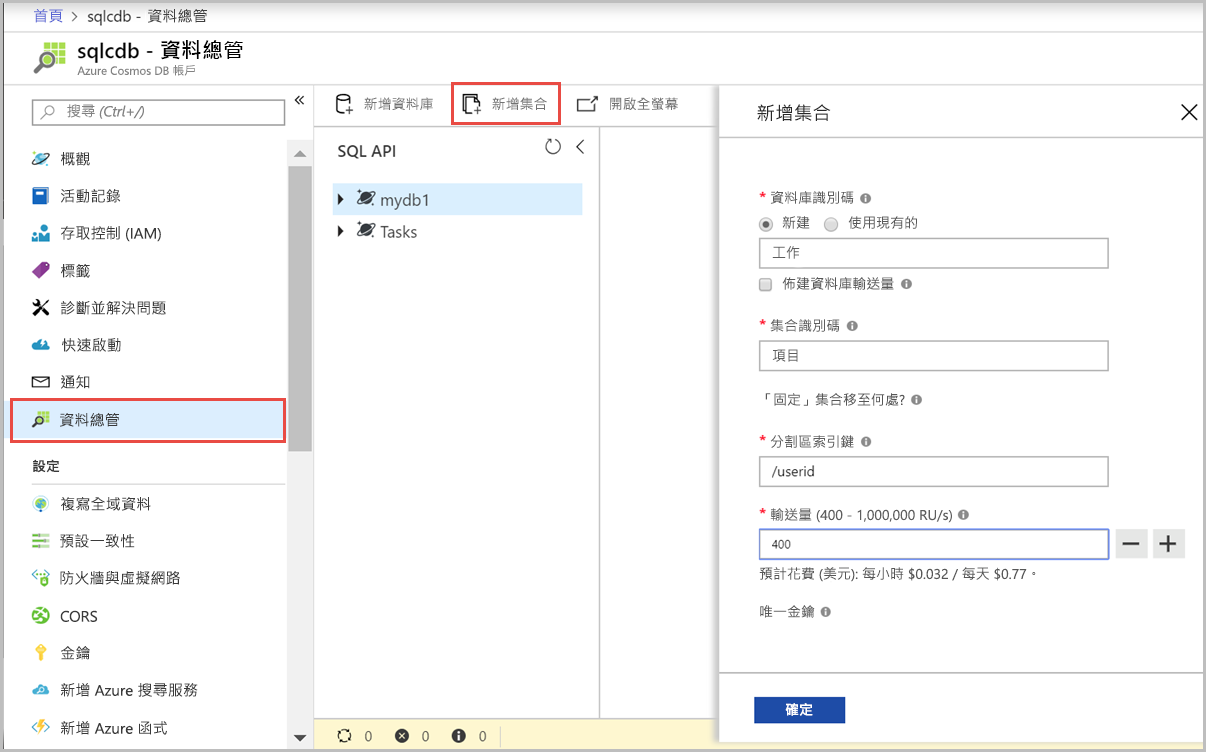 首頁 > sqlcdb - 資料總管
sqlcdb - 資料總管
Azure Cosmos DB 帳戶
搜尋 (Ctrl+/)
«
概觀
活動記錄
存取控制 (IAM)
標籤
診斷並解決問題
快速啟動
通知
資料總管
設定
複寫全域資料
預設一致性
防火牆與虛擬網路
CORS
金鑰
新增 Azure 搜尋服務
新增 Azure 函式
新增資料庫
新增集合
開啟全螢幕
SQL API
mydb1
Tasks
0 0 0
新增集合
* 資料庫識別碼
新建 使用現有的
工作
佈建資料庫輸送量
* 集合識別碼
項目
「固定」集合移至何處?
* 分割區索引鍵
/userid
* 輸送量 (400 - 1,000,000 RU/s)
400
預計花費 (美元): 每小時 $0.032 / 每天 $0.77。
唯一金鑰
確定